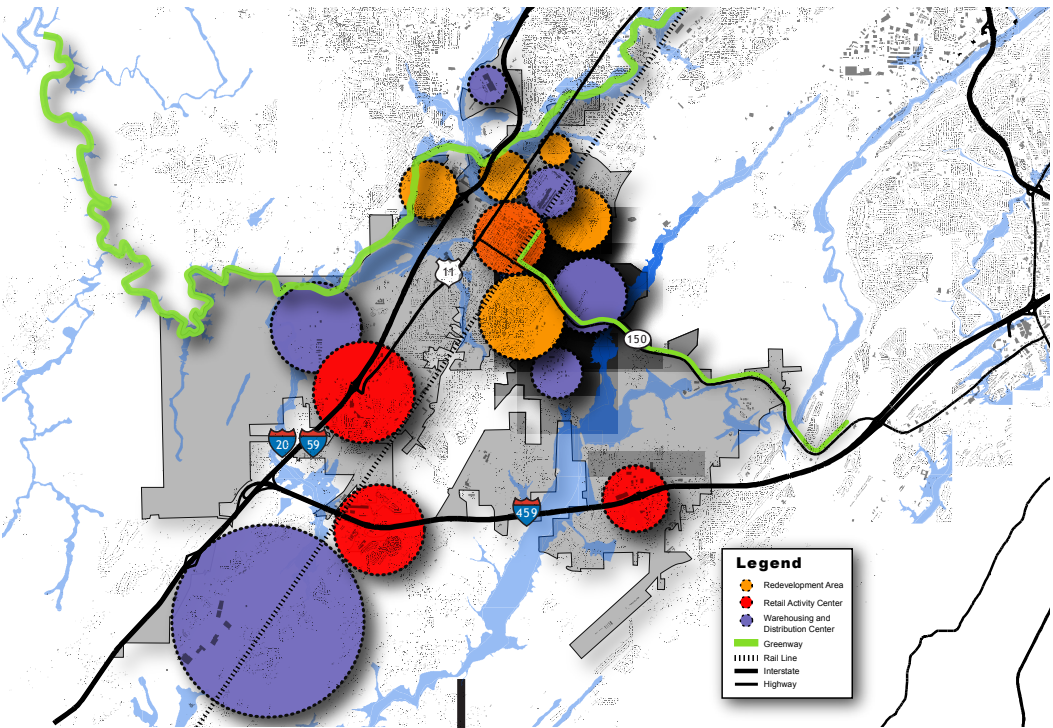 11
150
20
59
459
Legend
Redevelopment Area
Retail Activity Center
Warehousing and
Distribution Center
Greenway
Rail Line
Interstate
Highway